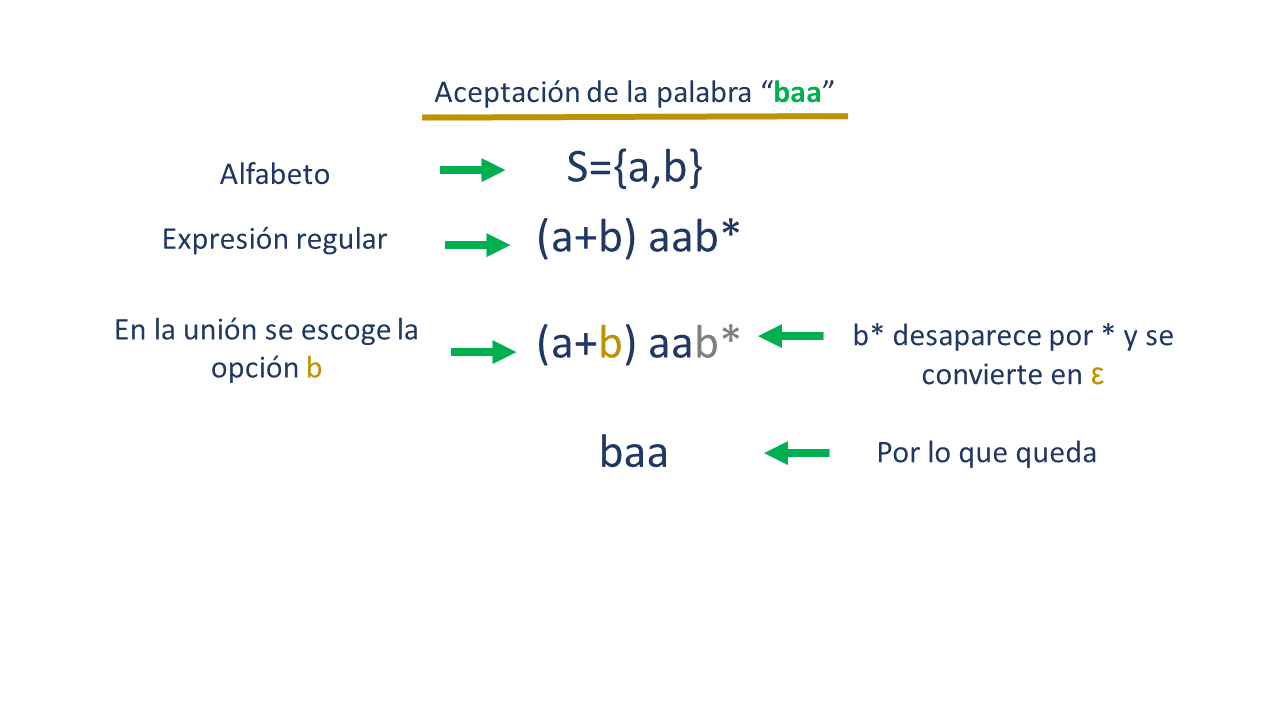 Aceptación de la palabra “baa”
Alfabeto
S={a,b}
Expresión regular
(a+b) aab*
En la unión se escoge la
opción b
(a+b) aab*
b* desaparece por * y se
convierte en ε
baa
Por lo que queda